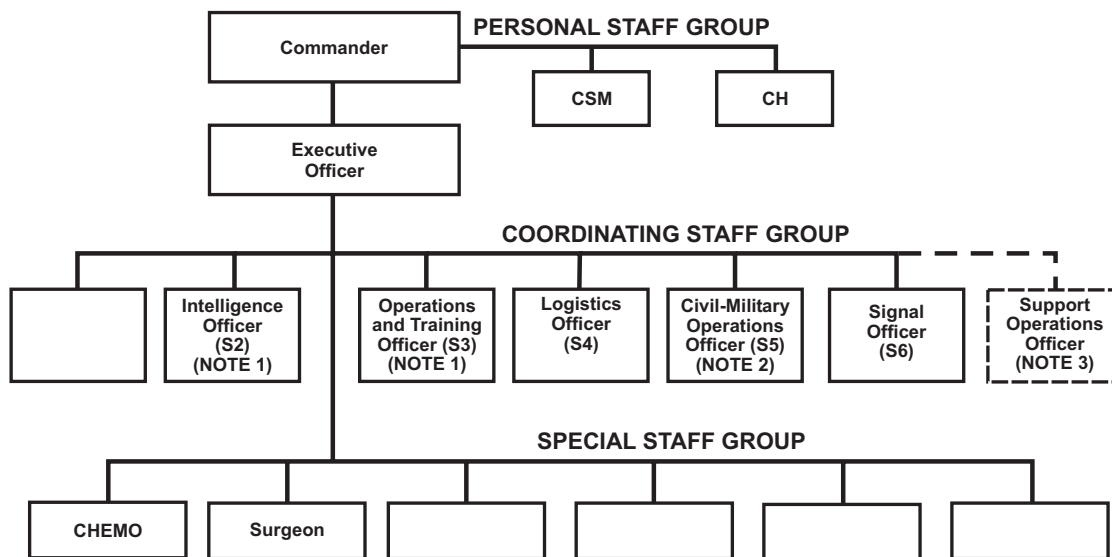 PERSONAL STAFF GROUP
Commander
CSM
CH
Executive
Officer
COORDINATING STAFF GROUP
Intelligence
Officer
(S2)
(NOTE 1)
Operations
and Training
Officer (S3)
(NOTE 1)
Logistics
Officer
(S4)
Civil-Military
Operations
Officer (S5)
(NOTE 2)
Signal
Officer
(S6)
Support
Operations
Officer
(NOTE 3)
SPECIAL STAFF GROUP
CHEMO
Surgeon